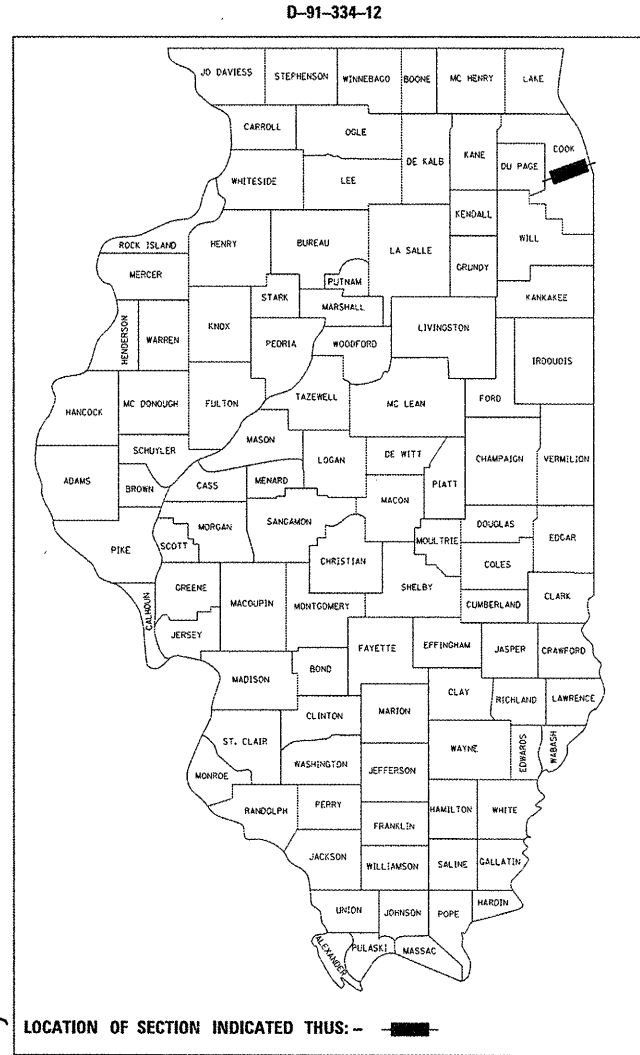 D-91-334-12
JO DAVIESS STEPHENSON WINNEBAGO BOONE MC HENRY LAKE
CARROLL OGLE DE KALB KANE COOK
DU PAGE
WHITESIDE LEE
KENDALL
ROCK ISLAND HENRY BUREAU LA SALLE WILL
MERCER PUTNAM GRUNDY
STARK MARSHALL KANKAKEE
HENDERSON WARREN KNOX PEORIA WOODFORD LIVINGSTON
IROQUOIS
HANCOCK MC DONOUGH FULTON TAZEWELL MC LEAN FORD
MASON
SCHUYLER LOGAN DE WITT CHAMPAIGN VERMILION
ADAMS BROWN CASS MENARD PIATT
MACON
MORGAN SANGAMON DOUGLAS
PIKE SCOTT CHRISTIAN MOULTRIE EDGAR
COLES
GREENE MACOUPIN MONTGOMERY SHELBY CLARK
CALHOUN CUMBERLAND
JERSEY FAYETTE EFFINGHAM JASPER CRAWFORD
MADISON BOND
CLAY RICHLAND LAWRENCE
CLINTON MARION
ST. CLAIR WAYNE EDWARDS WABASH
MONROE WASHINGTON JEFFERSON
RANDOLPH PERRY HAMILTON WHITE
FRANKLIN
JACKSON WILLIAMSON SALINE GALLATIN
UNION JOHNSON POPE HARDIN
ALEXANDER PULASKI MASSAC
LOCATION OF SECTION INDICATED THUS: -